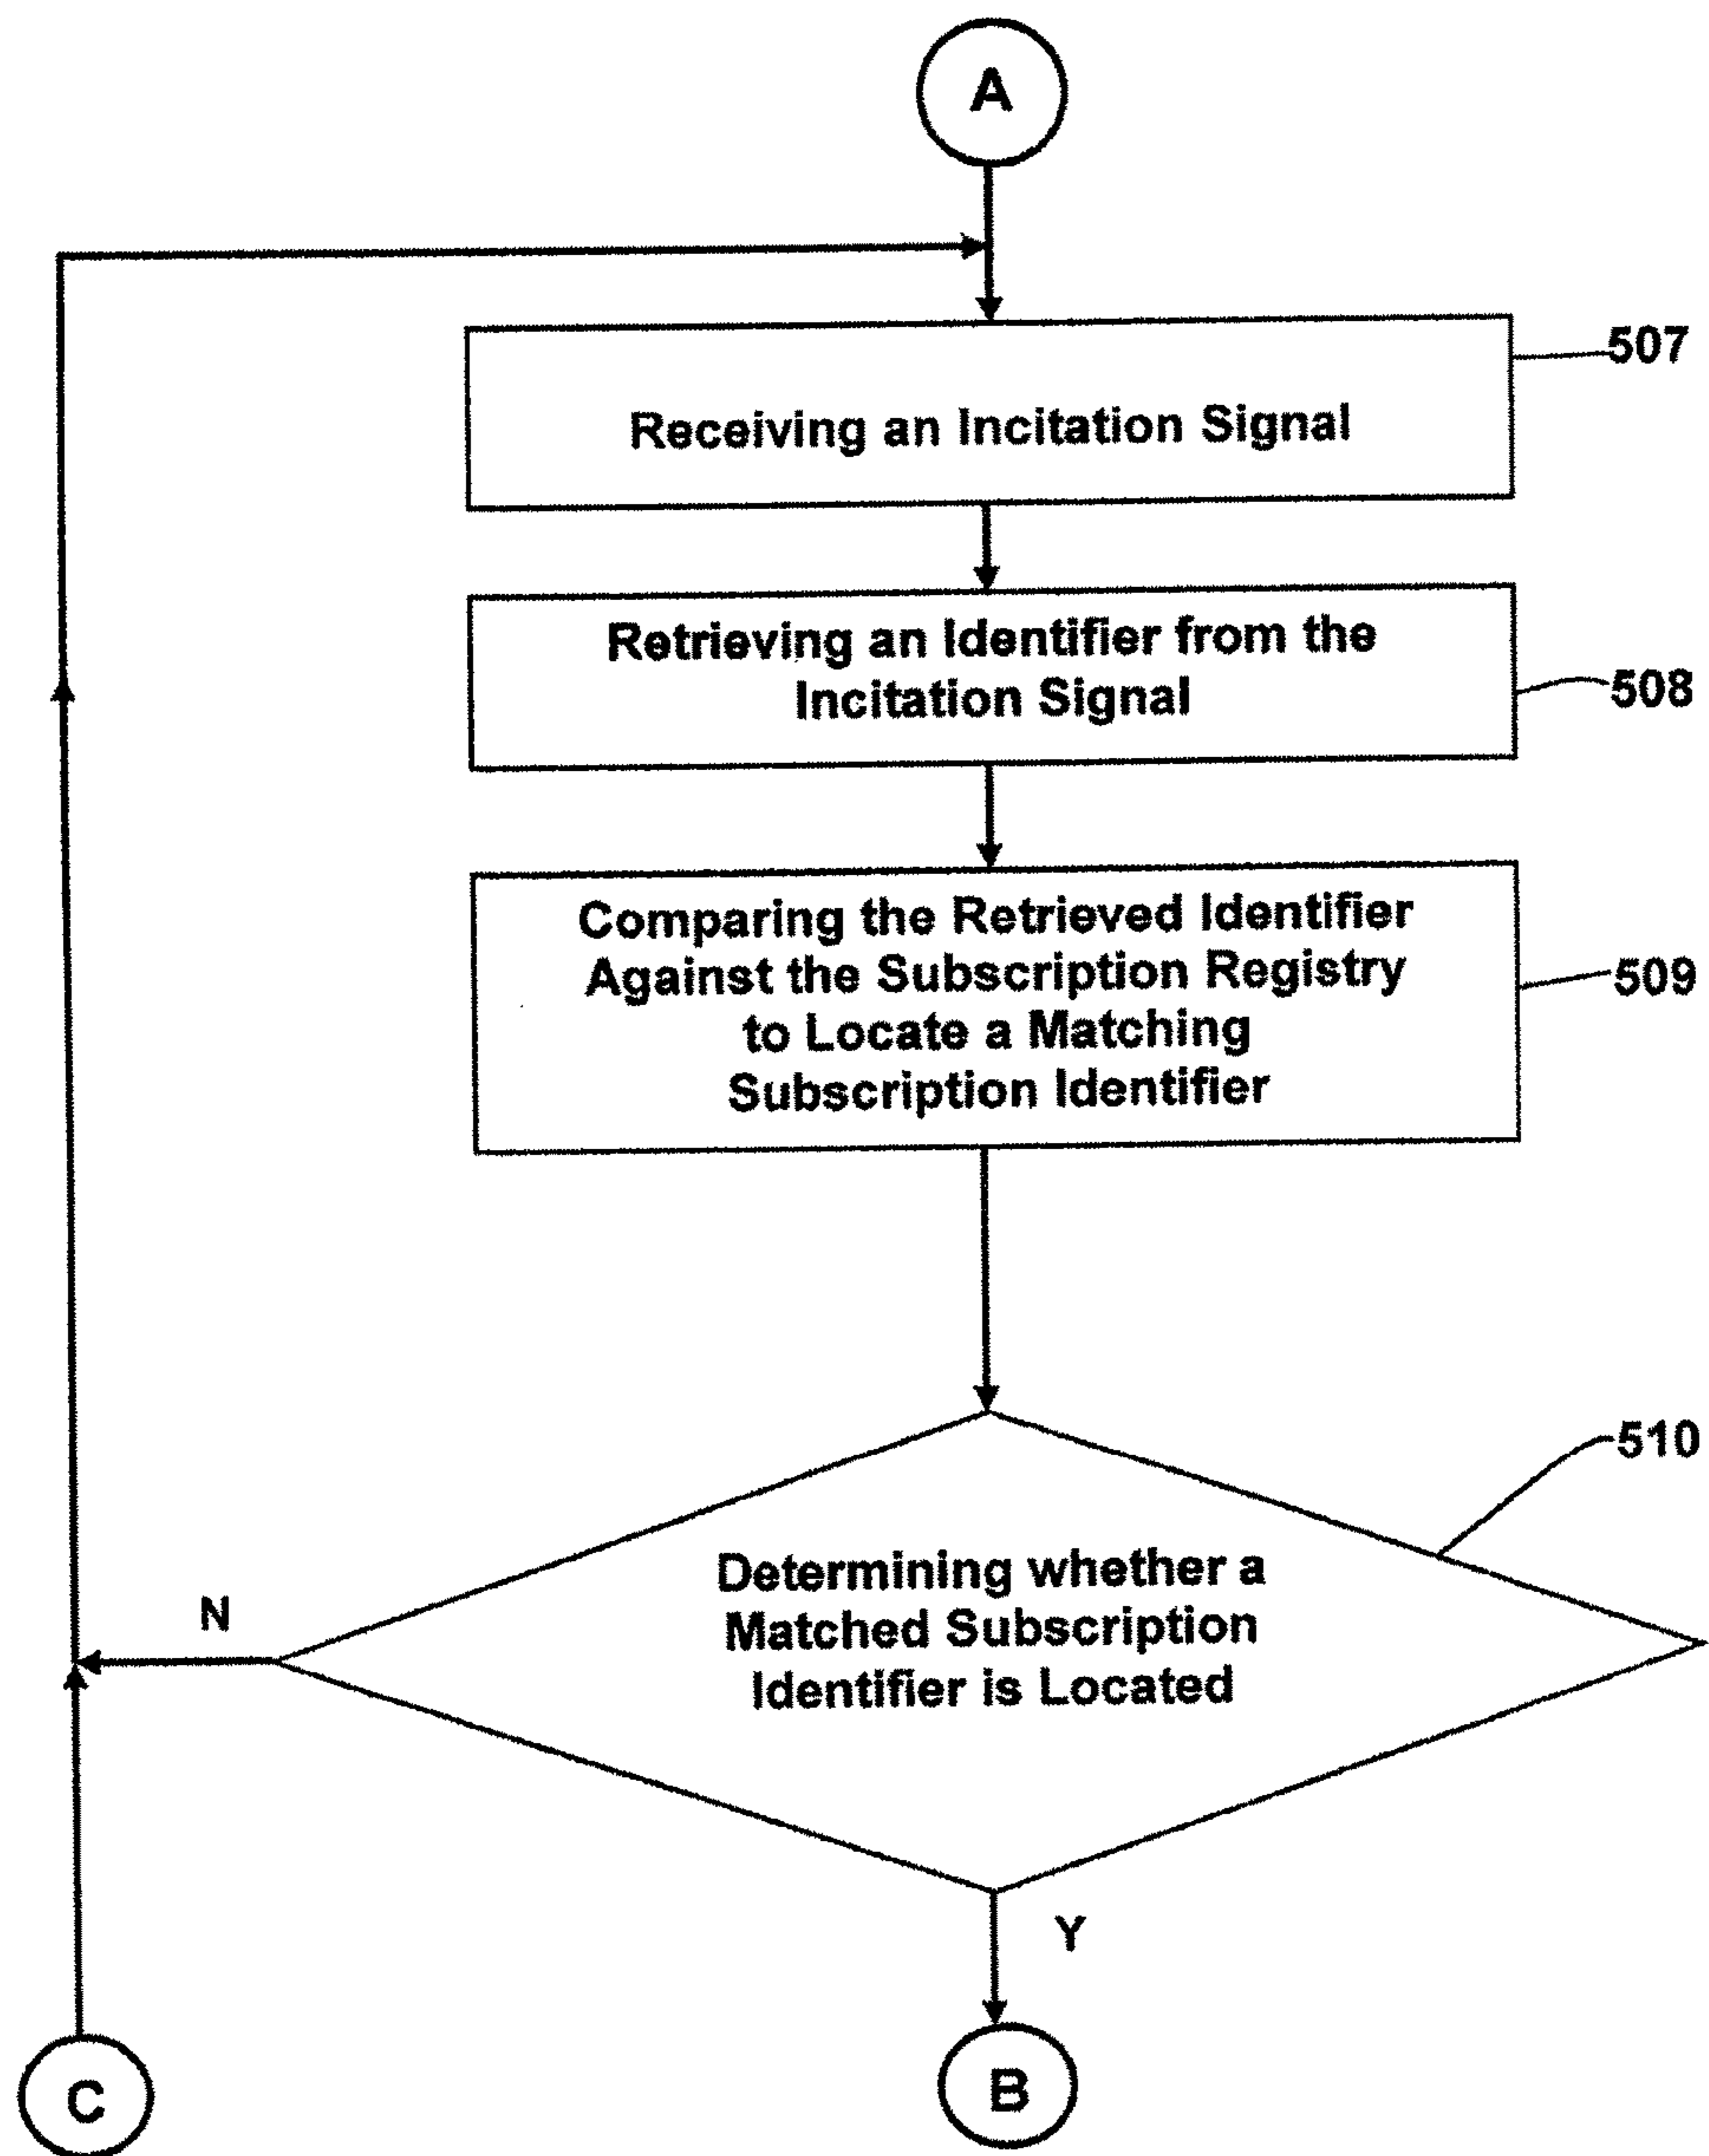 A
507
Receiving an Incitation Signal
Retrieving an Identifier from the
Incitation Signal
508
Comparing the Retrieved Identifier
Against the Subscription Registry
to Locate a Matching
Subscription Identifier
509
510
Determining whether a
Matched Subscription
Identifier is Located
N
Y
C
B